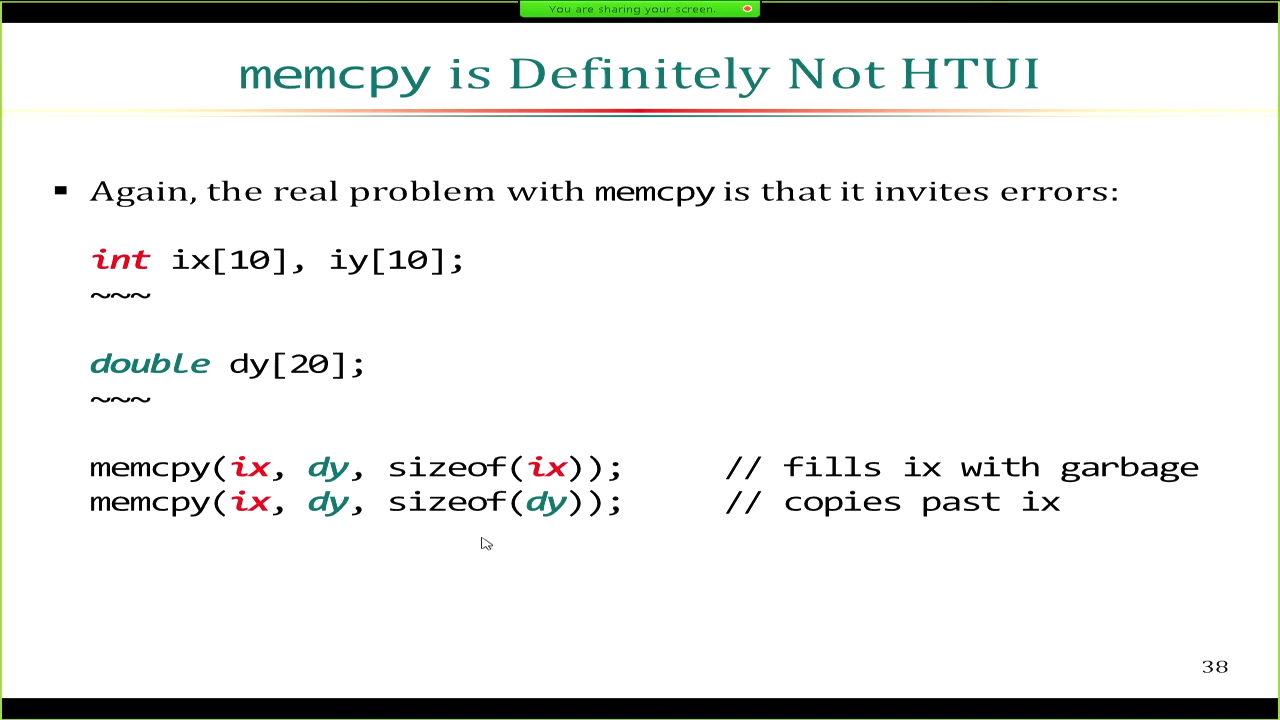 You are sharing your screen.
memcpy is Definitely Not HTUI
▪ Again, the real problem with memcpy is that it invites errors:
int ix[10], iy[10];
~~~
double dy[20];
~~~
memcpy(ix, dy, sizeof(ix)); // fills ix with garbage
memcpy(ix, dy, sizeof(dy)); // copies past ix
38